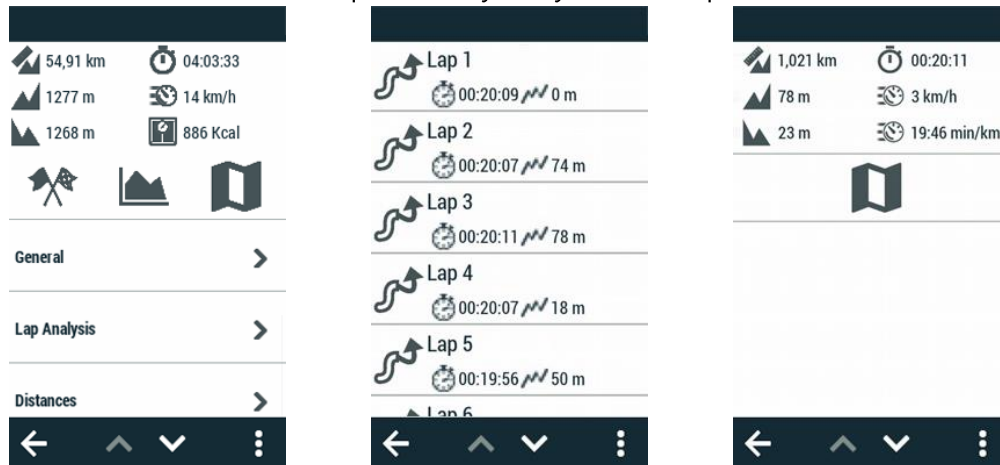 54,91 km 04:03:33
1277 m 14 km/h
1268 m 886 Kcal
General
Lap Analysis
Distances
Lap 1
00:20:09 0 m
Lap 2
00:20:07 74 m
Lap 3
00:20:11 78 m
Lap 4
00:20:07 18 m
Lap 5
00:19:56 50 m
Lap 6
1,021 km 00:20:11
78 m 3 km/h
23 m 19:46 min/km